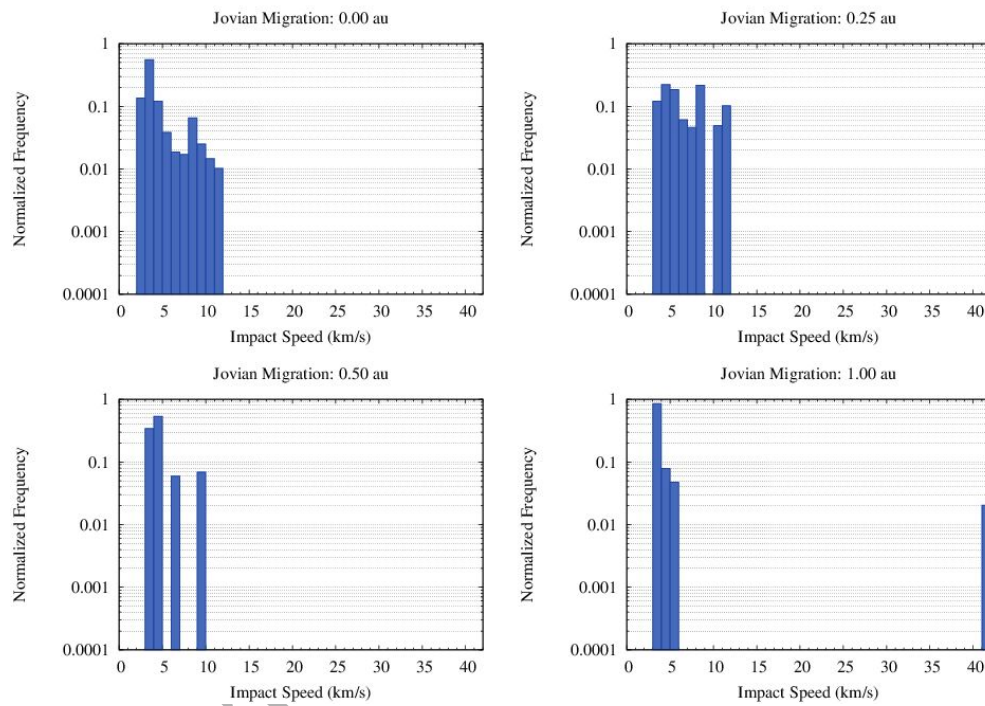 Jovian Migration: 0.00 au
1
0.1
0.01
0.001
0.0001
Normalized Frequency
0 5 10 15 20 25 30 35 40
Impact Speed (km/s)
Jovian Migration: 0.25 au
1
0.1
0.01
0.001
0.0001
Normalized Frequency
0 5 10 15 20 25 30 35 40
Impact Speed (km/s)
Jovian Migration: 0.50 au
1
0.1
0.01
0.001
0.0001
Normalized Frequency
0 5 10 15 20 25 30 35 40
Impact Speed (km/s)
Jovian Migration: 1.00 au
1
0.1
0.01
0.001
0.0001
Normalized Frequency
0 5 10 15 20 25 30 35 40
Impact Speed (km/s)